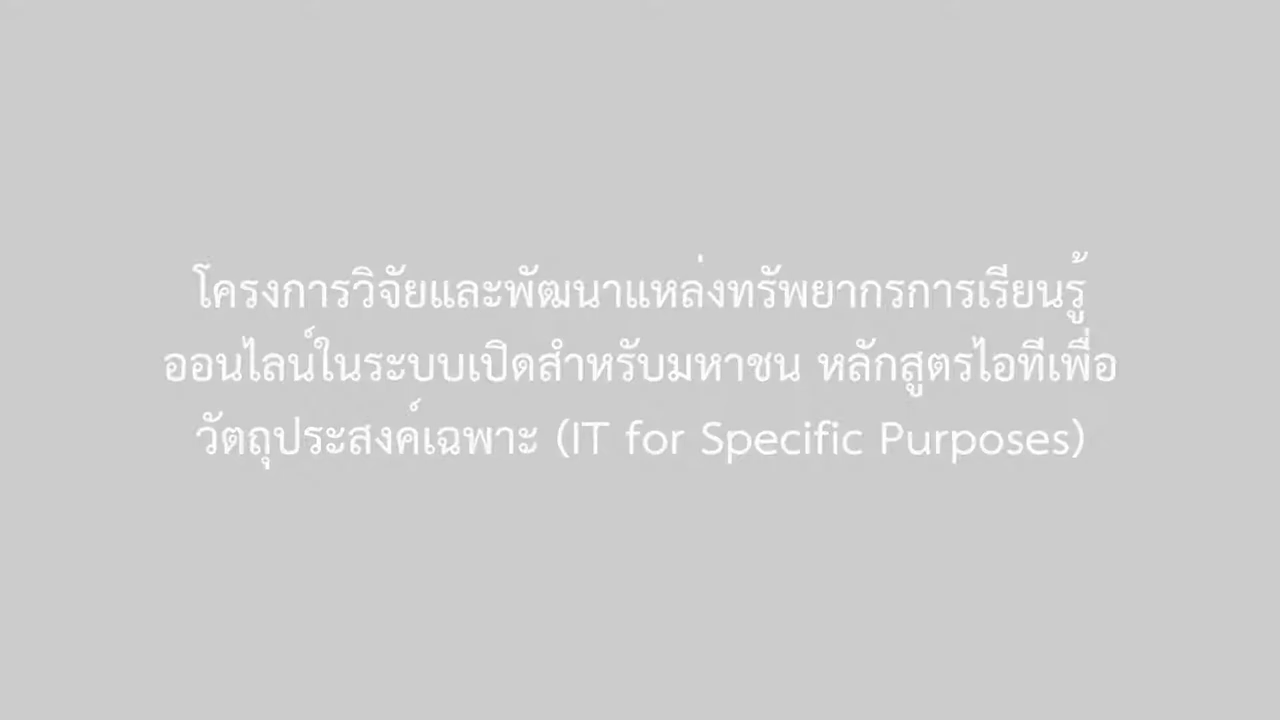 โครงการวิจัยและพัฒนาแหล่งทรัพยากรการเรียนรู้
ออนไลน์ในระบบเปิดสำหรับมหาชน หลักสูตรไอทีเพื่อ
วัตถุประสงค์เฉพาะ (IT for Specific Purposes)